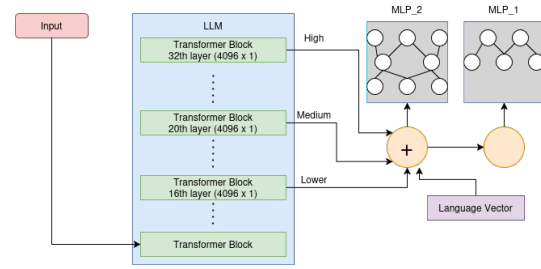 Input
LLM
Transformer Block
32th layer (4096 x 1)
High
Transformer Block
20th layer (4096 x 1)
Medium
Transformer Block
16th layer (4096 x 1)
Lower
Transformer Block
MLP_2
MLP_1
+
Language Vector